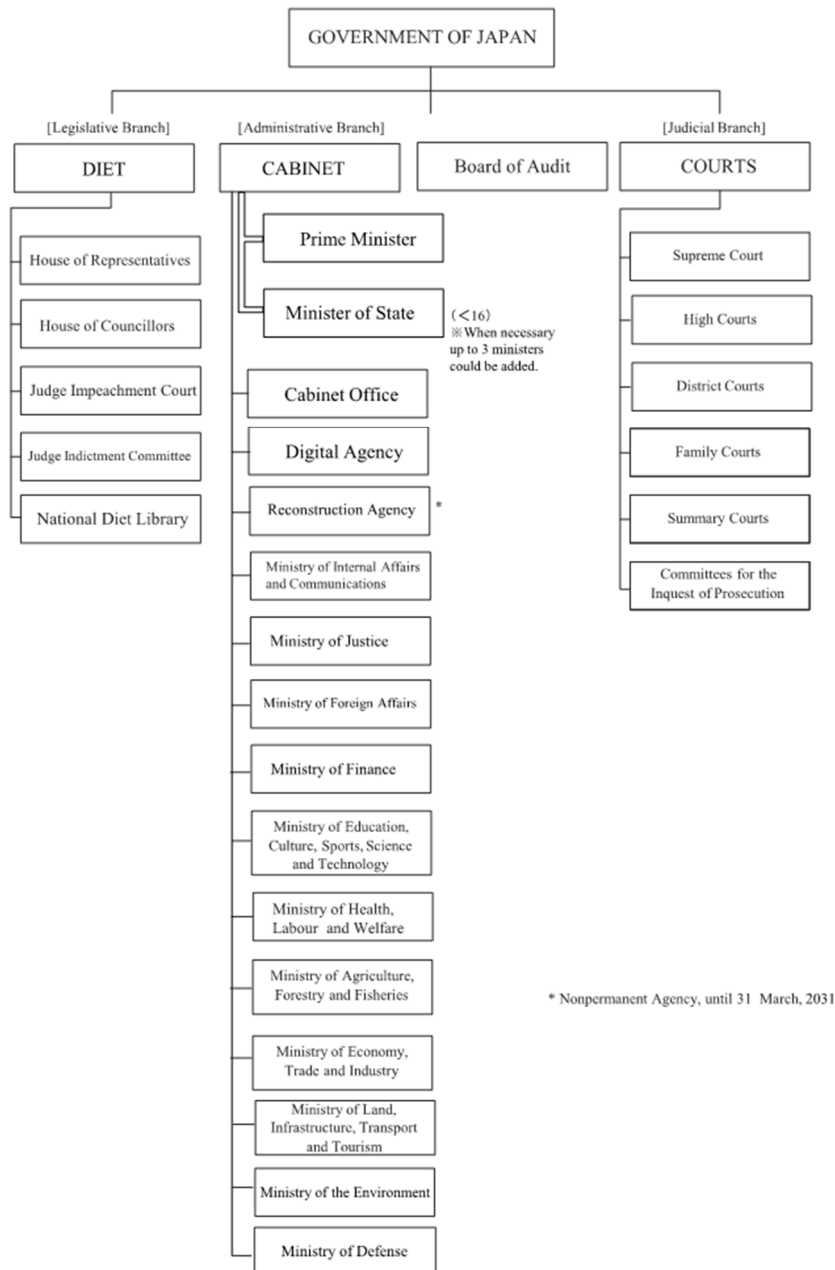 GOVERNMENT OF JAPAN
[Legislative Branch]
DIET
House of Representatives
House of Councillors
Judge Impeachment Court
Judge Indictment Committee
National Diet Library
[Administrative Branch]
CABINET
Prime Minister
Minister of State
(<16)
※When necessary
up to 3 ministers
could be added.
Cabinet Office
Digital Agency
Reconstruction Agency *
Ministry of Internal Affairs
and Communications
Ministry of Justice
Ministry of Foreign Affairs
Ministry of Finance
Ministry of Education,
Culture, Sports, Science
and Technology
Ministry of Health,
Labour and Welfare
Ministry of Agriculture,
Forestry and Fisheries
Ministry of Economy,
Trade and Industry
Ministry of Land,
Infrastructure, Transport
and Tourism
Ministry of the Environment
Ministry of Defense
Board of Audit
[Judicial Branch]
COURTS
Supreme Court
High Courts
District Courts
Family Courts
Summary Courts
Committees for the
Inquest of Prosecution
* Nonpermanent Agency, until 31 March, 2031